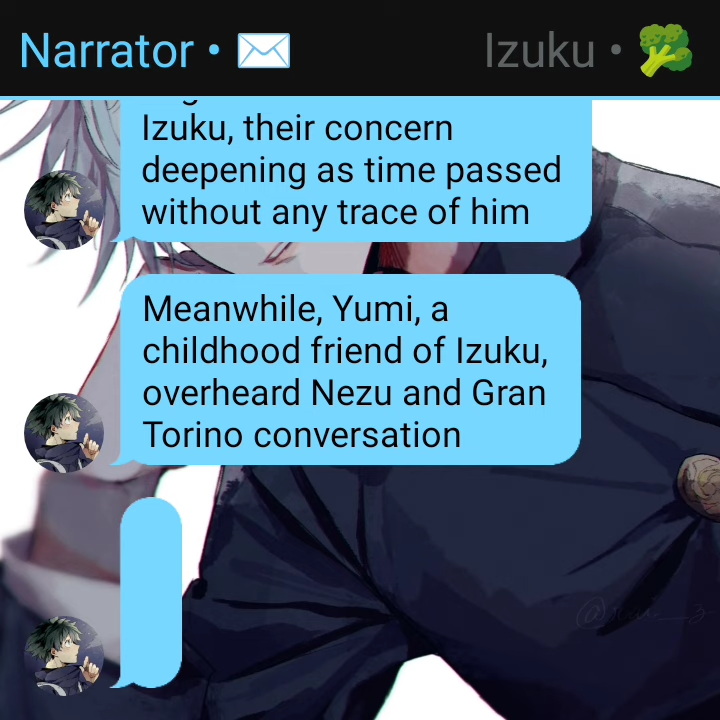 Narrator • ✉️
Izuku • 🥦
Izuku, their concern
deepening as time passed
without any trace of him
Meanwhile, Yumi, a
childhood friend of Izuku,
overheard Nezu and Gran
Torino conversation